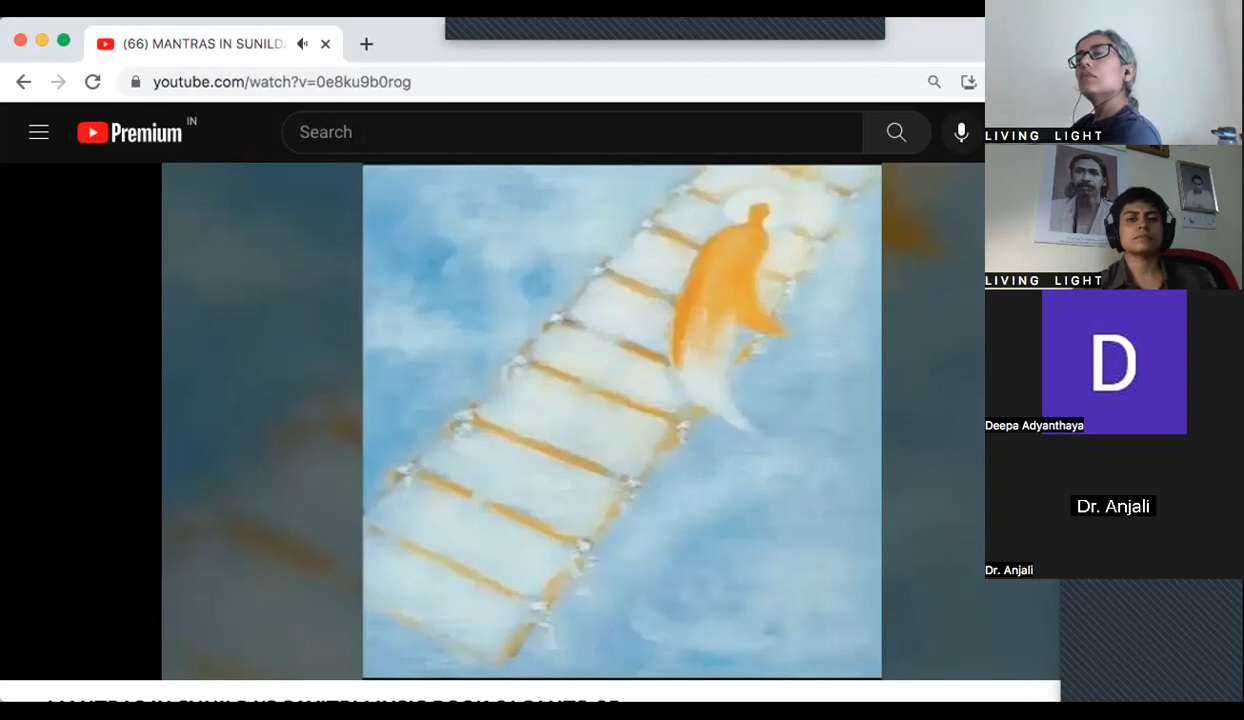 (66) MANTRAS IN SUNILDA
youtube.com/watch?v=0e8ku9b0rog
Premium IN
Search
LIVING LIGHT
LIVING LIGHT
D
Deepa Adyanthaya
Dr. Anjali
Dr. Anjali